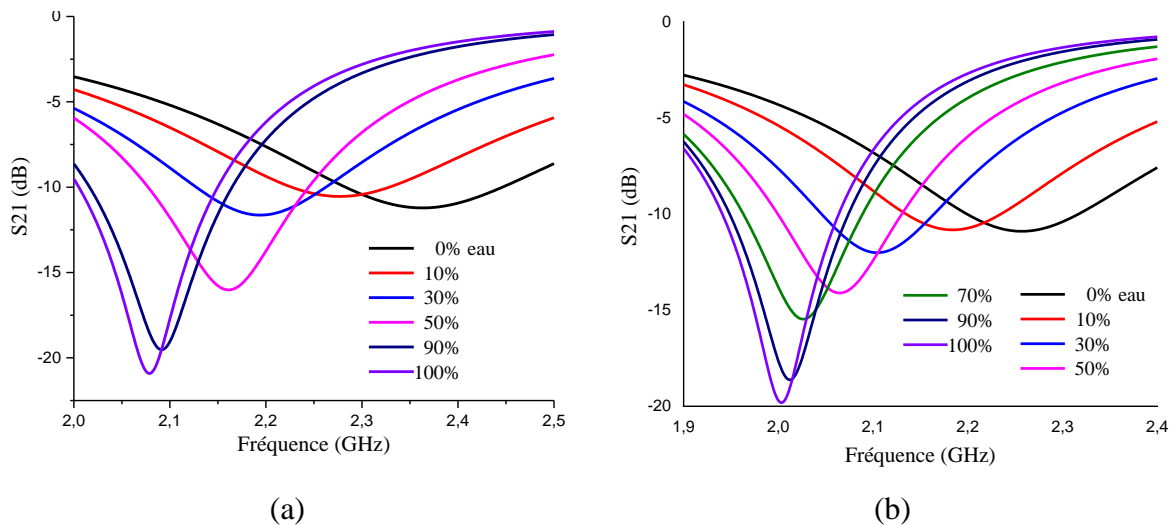 0
-5
-10
-15
-20
S21 (dB)
0% eau
10%
30%
50%
90%
100%
2,0 2,1 2,2 2,3 2,4 2,5
Fréquence (GHz)
(a)
0
-5
-10
-15
-20
S21 (dB)
70%
90%
100%
0% eau
10%
30%
50%
1,9 2,0 2,1 2,2 2,3 2,4
Fréquence (GHz)
(b)